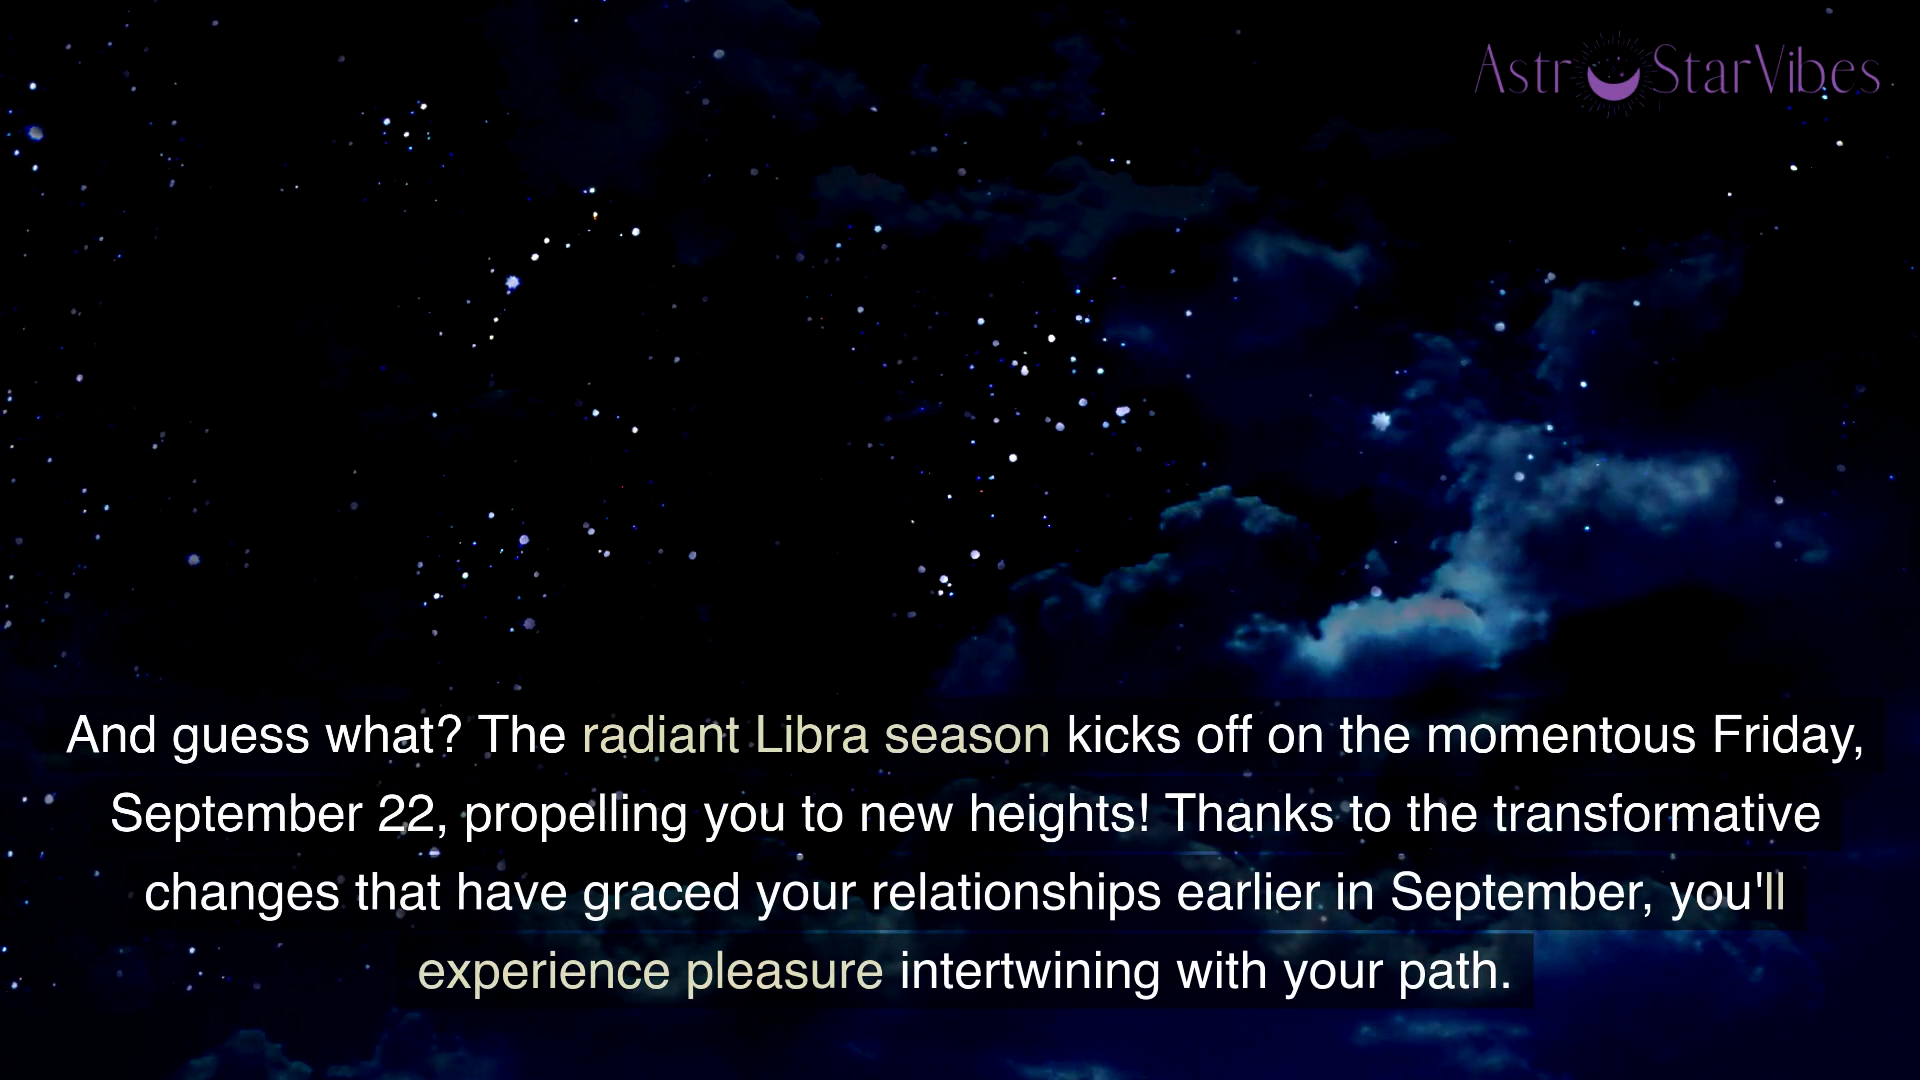 Astr StarVibes
And guess what? The radiant Libra season kicks off on the momentous Friday,
September 22, propelling you to new heights! Thanks to the transformative
changes that have graced your relationships earlier in September, you'll
experience pleasure intertwining with your path.